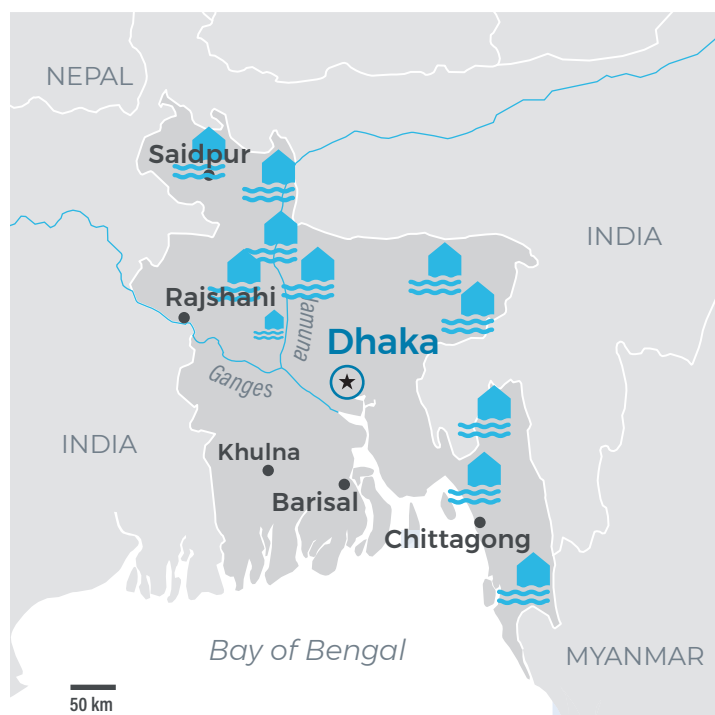 NEPAL
Saidpur
INDIA
Rajshahi
Jamuna
Dhaka
Ganges
INDIA
Khulna
Barisal
Chittagong
Bay of Bengal
MYANMAR
50 km